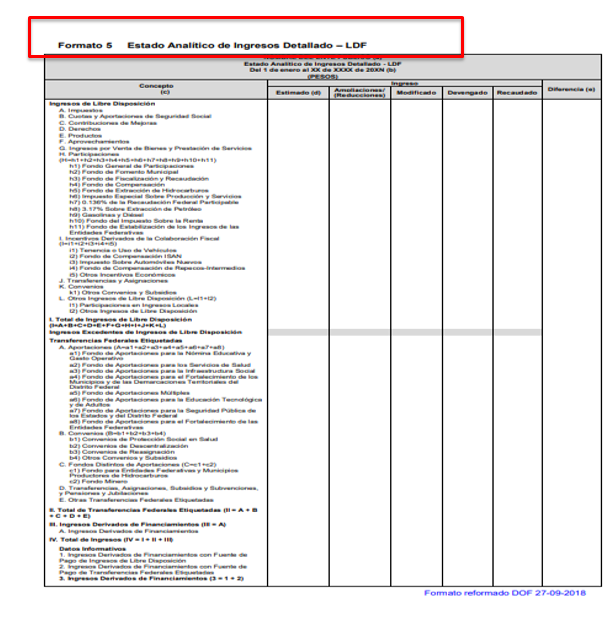 Formato 5 Estado Analítico de Ingresos Detallado – LDF
Estado Analítico de Ingresos Detallado - LDF
Del 1 de enero al XX de XXXX de 20XN (b)
(PESOS)
Concepto
(c)
Ingreso
Diferencia (e)
Estimado (d)
Ampliaciones/
(Reducciones)
Modificado
Devengado
Recaudado
Ingresos de Libre Disposición
A. Impuestos
B. Cuotas y Aportaciones de Seguridad Social
C. Contribuciones de Mejoras
D. Derechos
E. Productos
F. Aprovechamientos
G. Ingresos por Venta de Bienes y Prestación de Servicios
H. Participaciones
(H=h1+h2+h3+h4+h5+h6+h7+h8+h9+h10+h11)
h1) Fondo General de Participaciones
h2) Fondo de Fomento Municipal
h3) Fondo de Fiscalización y Recaudación
h4) Fondo de Compensación
h5) Fondo de Extracción de Hidrocarburos
h6) Impuesto Especial Sobre Producción y Servicios
h7) 0.136% de la Recaudación Federal Participable
h8) 3.17% Sobre Extracción de Petróleo
h9) Gasolinas y Diésel
h10) Fondo del Impuesto Sobre la Renta
h11) Fondo de Estabilización de los Ingresos de las
Entidades Federativas
I. Incentivos Derivados de la Colaboración Fiscal
(I=i1+i2+i3+i4+i5)
i1) Tenencia o Uso de Vehículos
i2) Fondo de Compensación ISAN
i3) Impuesto Sobre Automóviles Nuevos
i4) Fondo de Compensación de Repecos-Intermedios
i5) Otros Incentivos Económicos
J. Transferencias y Asignaciones
K. Convenios
k1) Otros Convenios y Subsidios
L. Otros Ingresos de Libre Disposición (L=l1+l2)
l1) Participaciones en Ingresos Locales
l2) Otros Ingresos de Libre Disposición
I. Total de Ingresos de Libre Disposición
(I=A+B+C+D+E+F+G+H+I+J+K+L)
Ingresos Excedentes de Ingresos de Libre Disposición
Transferencias Federales Etiquetadas
A. Aportaciones (A=a1+a2+a3+a4+a5+a6+a7+a8)
a1) Fondo de Aportaciones para la Nómina Educativa y
Gasto Operativo
a2) Fondo de Aportaciones para los Servicios de Salud
a3) Fondo de Aportaciones para la Infraestructura Social
a4) Fondo de Aportaciones para el Fortalecimiento de los
Municipios y de las Demarcaciones Territoriales del
Distrito Federal
a5) Fondo de Aportaciones Múltiples
a6) Fondo de Aportaciones para la Educación Tecnológica
y de Adultos
a7) Fondo de Aportaciones para la Seguridad Pública de
los Estados y del Distrito Federal
a8) Fondo de Aportaciones para el Fortalecimiento de las
Entidades Federativas
B. Convenios (B=b1+b2+b3+b4)
b1) Convenios de Protección Social en Salud
b2) Convenios de Descentralización
b3) Convenios de Reasignación
b4) Otros Convenios y Subsidios
C. Fondos Distintos de Aportaciones (C=c1+c2)
c1) Fondo para Entidades Federativas y Municipios
Productores de Hidrocarburos
c2) Fondo Minero
D. Transferencias, Asignaciones, Subsidios y Subvenciones,
y Pensiones y Jubilaciones
E. Otras Transferencias Federales Etiquetadas
II. Total de Transferencias Federales Etiquetadas (II = A + B
+ C + D + E)
III. Ingresos Derivados de Financiamientos (III = A)
A. Ingresos Derivados de Financiamientos
IV. Total de Ingresos (IV = I + II + III)
Datos Informativos
1. Ingresos Derivados de Financiamientos con Fuente de
Pago de Ingresos de Libre Disposición
2. Ingresos Derivados de Financiamientos con Fuente de
Pago de Transferencias Federales Etiquetadas
3. Ingresos Derivados de Financiamientos (3 = 1 + 2)
Formato reformado DOF 27-09-2018